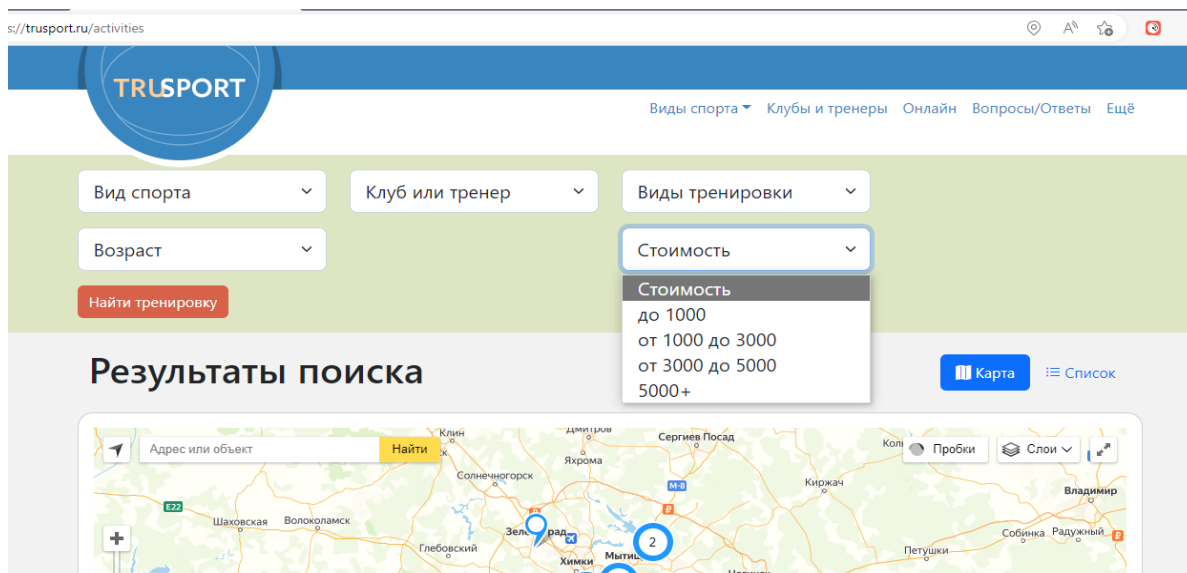 s://trusport.ru/activities
TRUSPORT
Виды спорта Клубы и тренеры Онлайн Вопросы/Ответы Ещё
Вид спорта Клуб или тренер Виды тренировки
Возраст Стоимость
Стоимость
Найти тренировку
до 1000
от 1000 до 3000
от 3000 до 5000
5000+
Результаты поиска
Карта Список
Адрес или объект Найти
Клин
Сергиев Посад
Пробки Слои
Яхрома
Солнечногорск
М-8
Киржач
Владимир
Е22
Шаховская Волоколамск
Собинка Радужный
2
Глебовский
Петушки
Химки